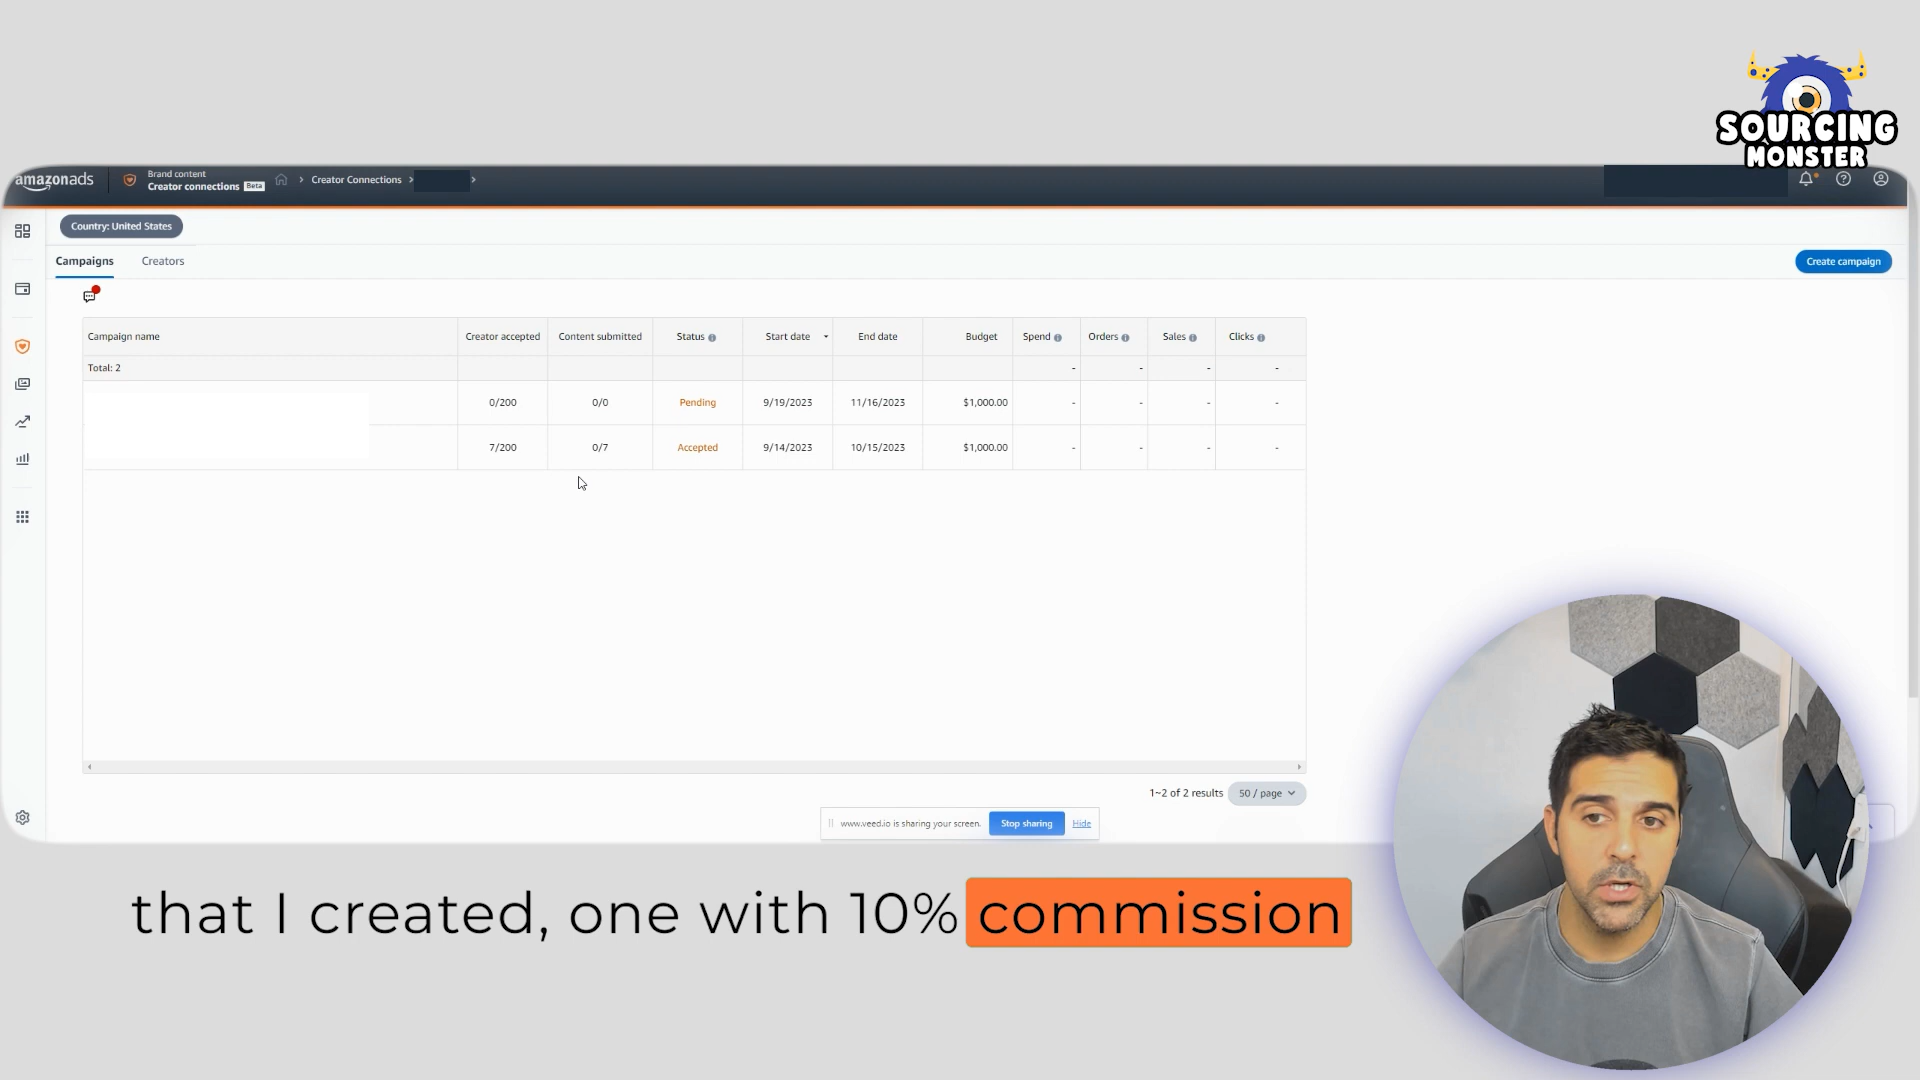 SOURCING
MONSTER
amazonads
Brand content
Creator connections Beta
Creator Connections
Country: United States
Campaigns
Creators
Create campaign
Campaign name
Creator accepted
Content submitted
Status
Start date
End date
Budget
Spend
Orders
Sales
Clicks
Total: 2
-
-
-
-
0/200
0/0
Pending
9/19/2023
11/16/2023
$1,000.00
-
-
-
-
7/200
0/7
Accepted
9/14/2023
10/15/2023
$1,000.00
-
-
-
-
1~2 of 2 results
50 / page
www.veed.io is sharing your screen.
Stop sharing
Hide
that I created, one with 10% commission